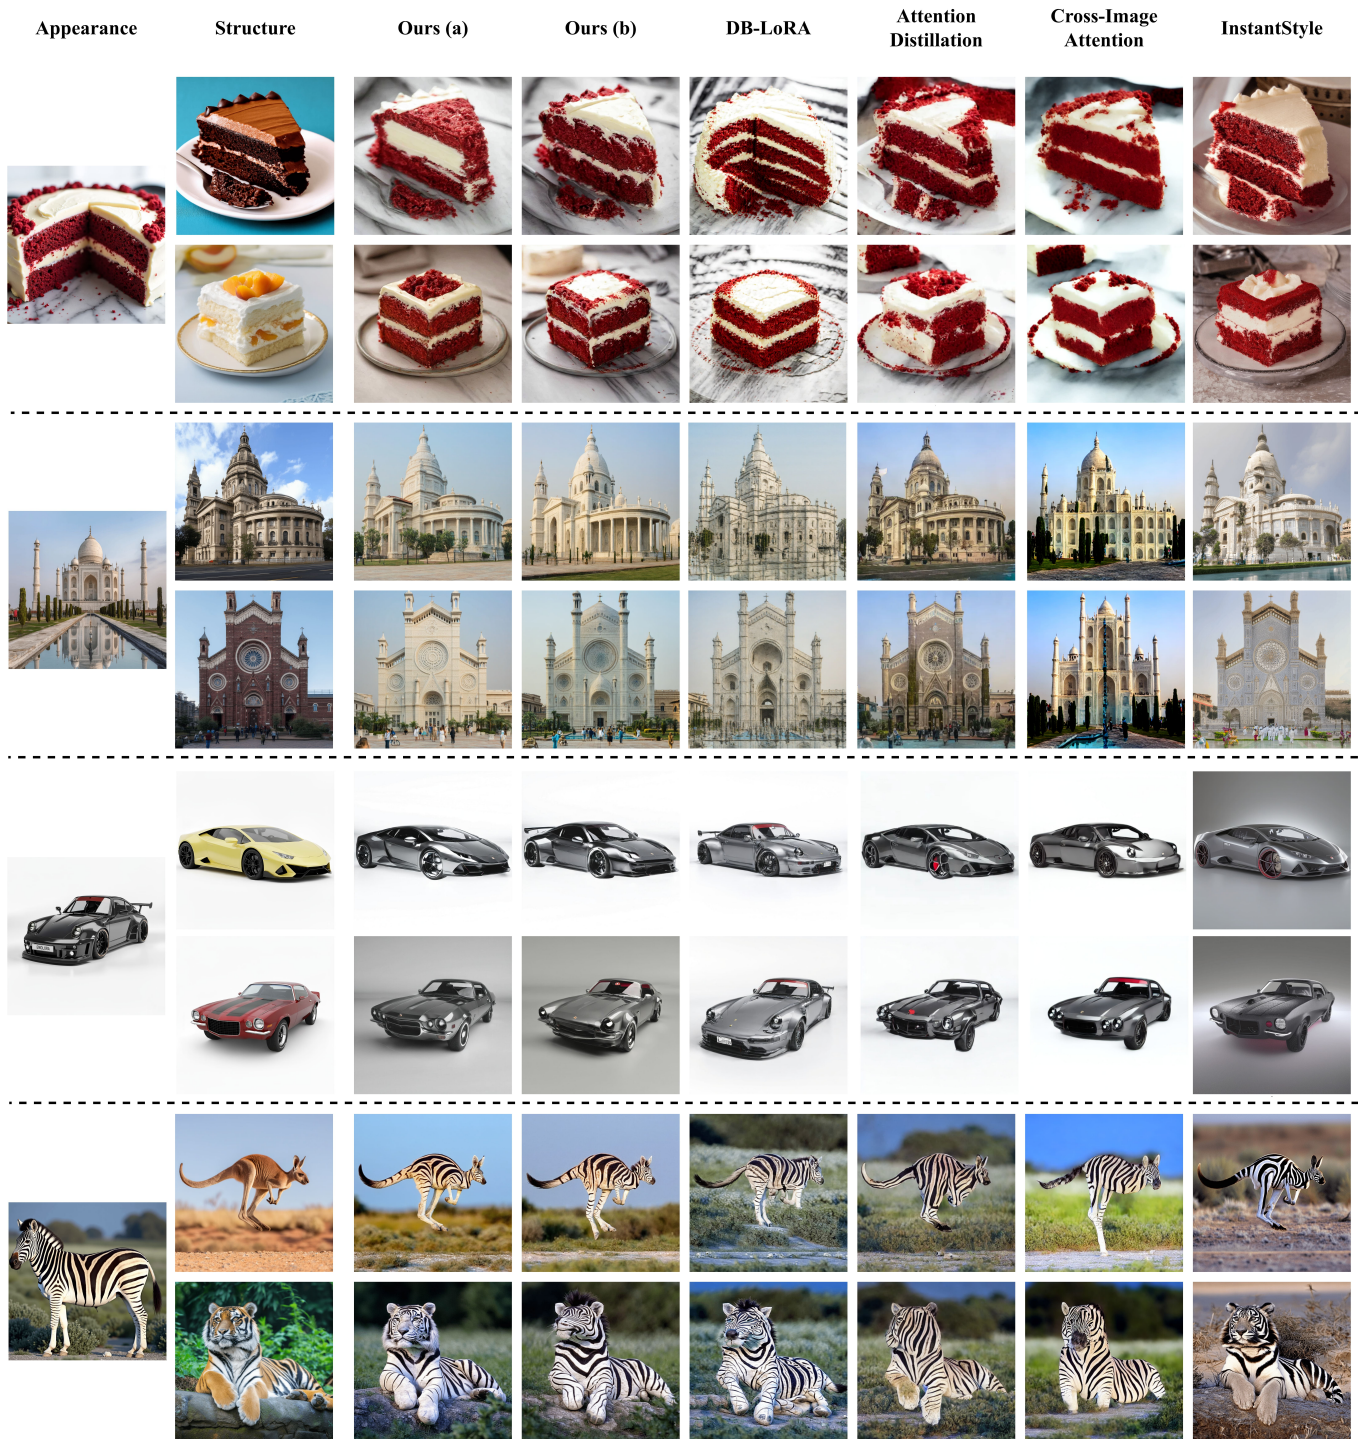 Appearance
Structure
Ours (a)
Ours (b)
DB-LoRA
Attention
Distillation
Cross-Image
Attention
InstantStyle